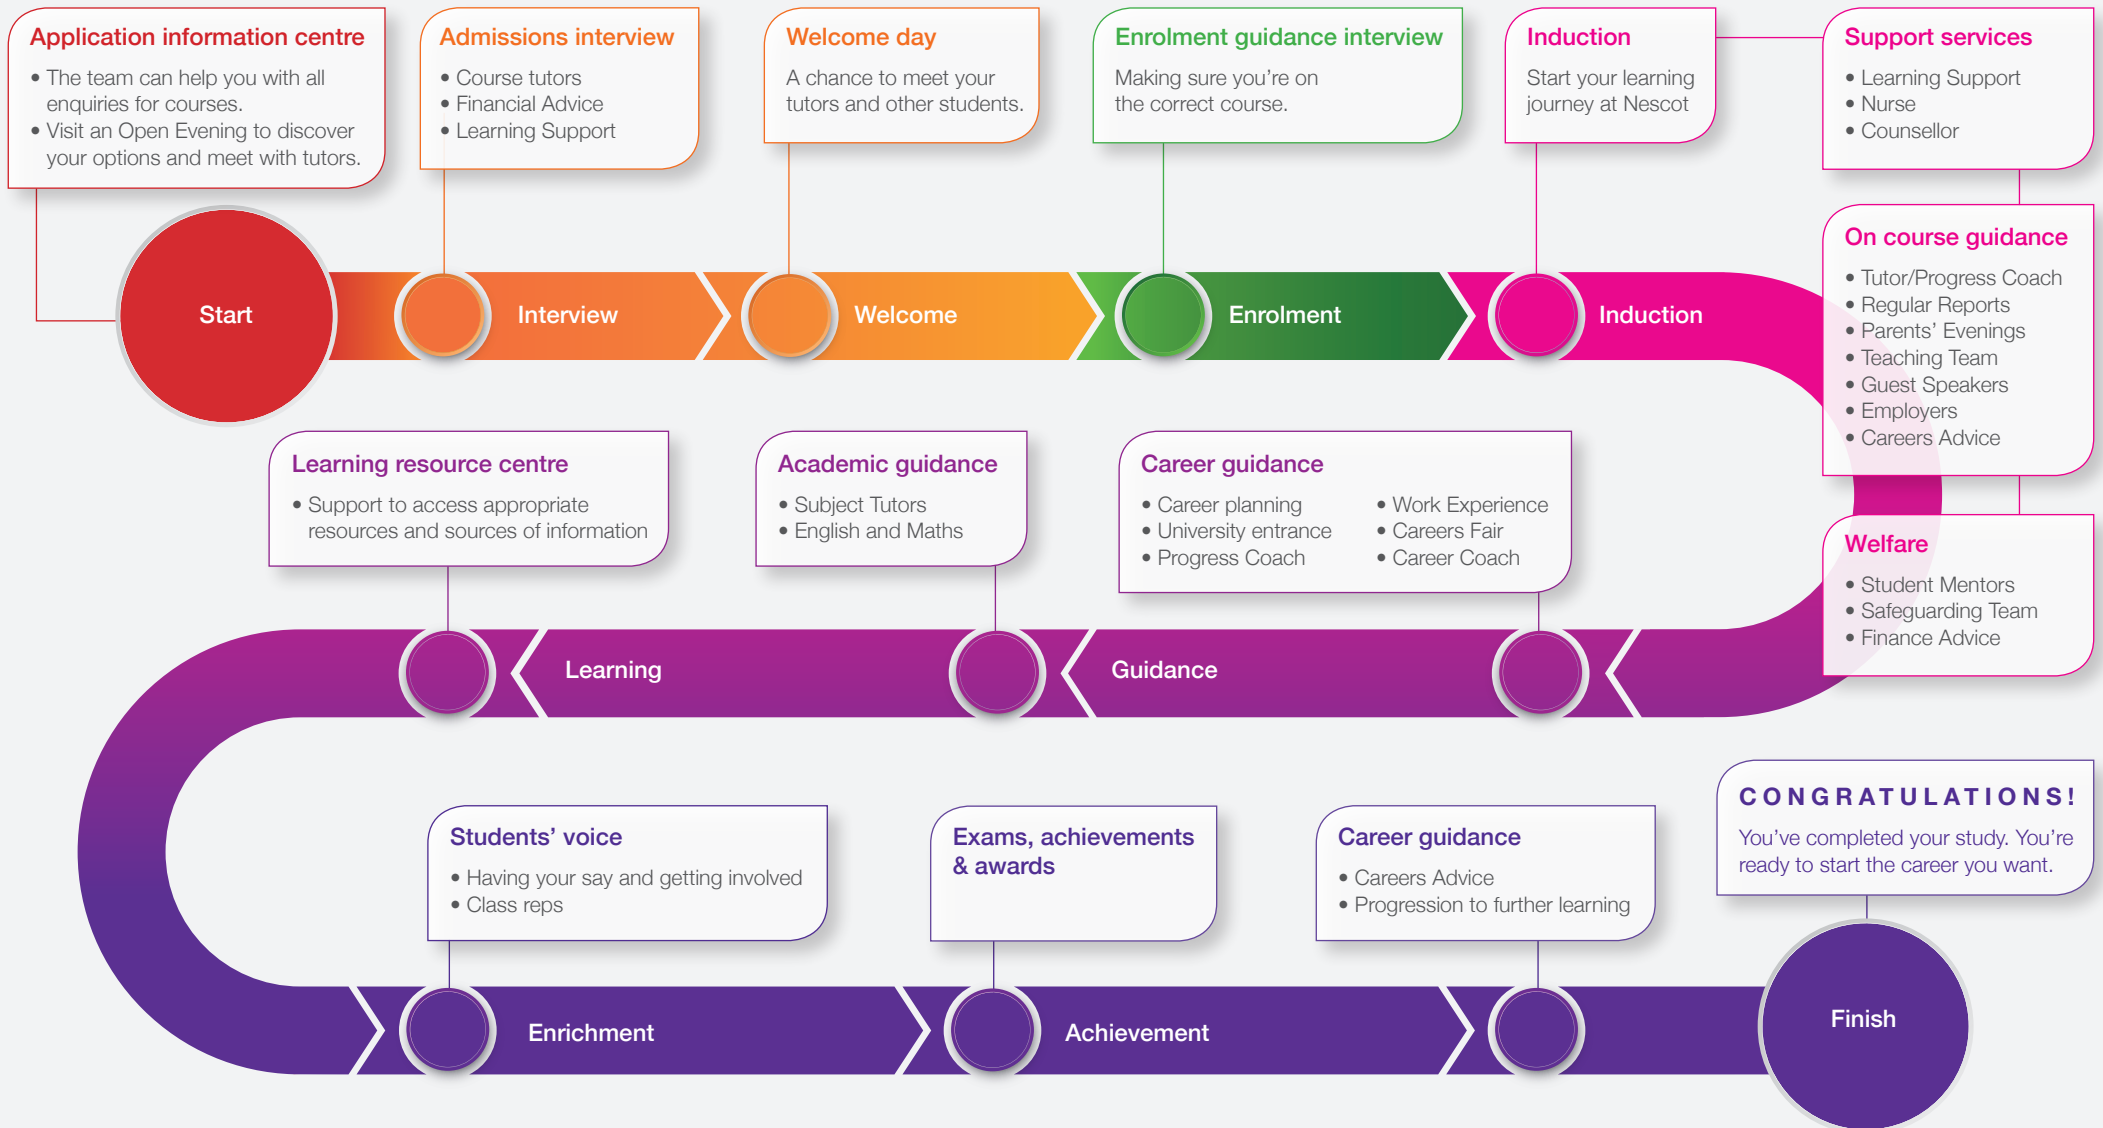 Application information centre
• The team can help you with all
enquiries for courses.
• Visit an Open Evening to discover
your options and meet with tutors.
Admissions interview
• Course tutors
• Financial Advice
• Learning Support
Welcome day
A chance to meet your
tutors and other students.
Enrolment guidance interview
Making sure you're on
the correct course.
Induction
Start your learning
journey at Nescot
Support services
• Learning Support
• Nurse
• Counsellor
On course guidance
• Tutor/Progress Coach
• Regular Reports
• Parents' Evenings
• Teaching Team
• Guest Speakers
• Employers
• Careers Advice
Welfare
• Student Mentors
• Safeguarding Team
• Finance Advice
Start
Interview
Welcome
Enrolment
Induction
Career guidance
• Career planning
• University entrance
• Progress Coach
• Work Experience
• Careers Fair
• Career Coach
Guidance
Academic guidance
• Subject Tutors
• English and Maths
Learning
Learning resource centre
• Support to access appropriate
resources and sources of information
Students' voice
• Having your say and getting involved
• Class reps
Enrichment
Exams, achievements
& awards
Achievement
Career guidance
• Careers Advice
• Progression to further learning
CONGRATULATIONS!
You've completed your study. You're
ready to start the career you want.
Finish